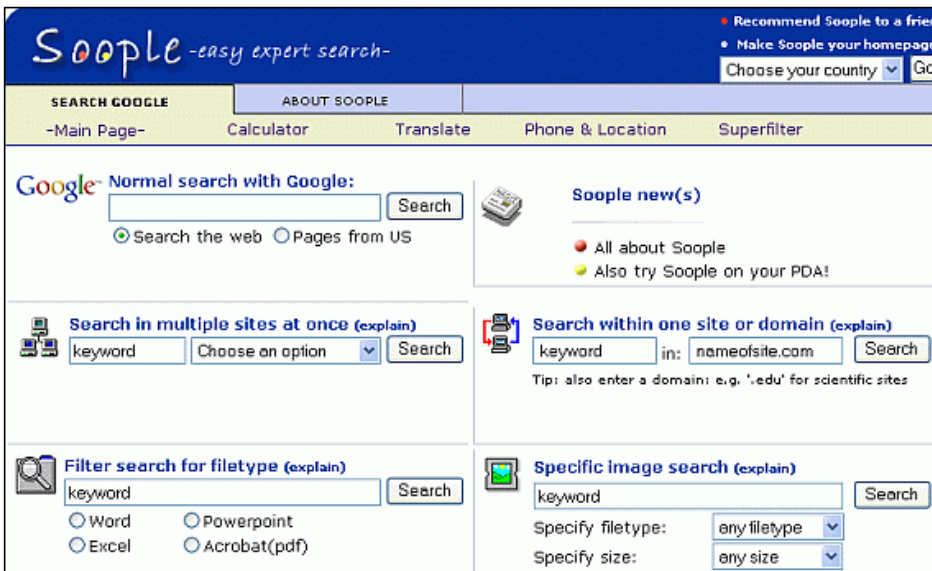 Soople -easy expert search-
Recommend Soople to a
Make Soople your homepage
Choose your country
SEARCH GOOGLE
ABOUT SOOPLE
-Main Page-
Calculator
Translate
Phone & Location
Superfilter
Google
Normal search with Google:
Search
Search the web Pages from US
Soople new(s)
All about Soople
Also try Soople on your PDA!
Search in multiple sites at once (explain)
keyword Choose an option Search
Search within one site or domain (explain)
keyword in: nameofsite.com Search
Tip: also enter a domain: e.g. '.edu' for scientific sites
Filter search for filetype (explain)
keyword Search
Word Powerpoint
Excel Acrobat(pdf)
Specific image search (explain)
keyword Search
Specify filetype: any filetype
Specify size: any size